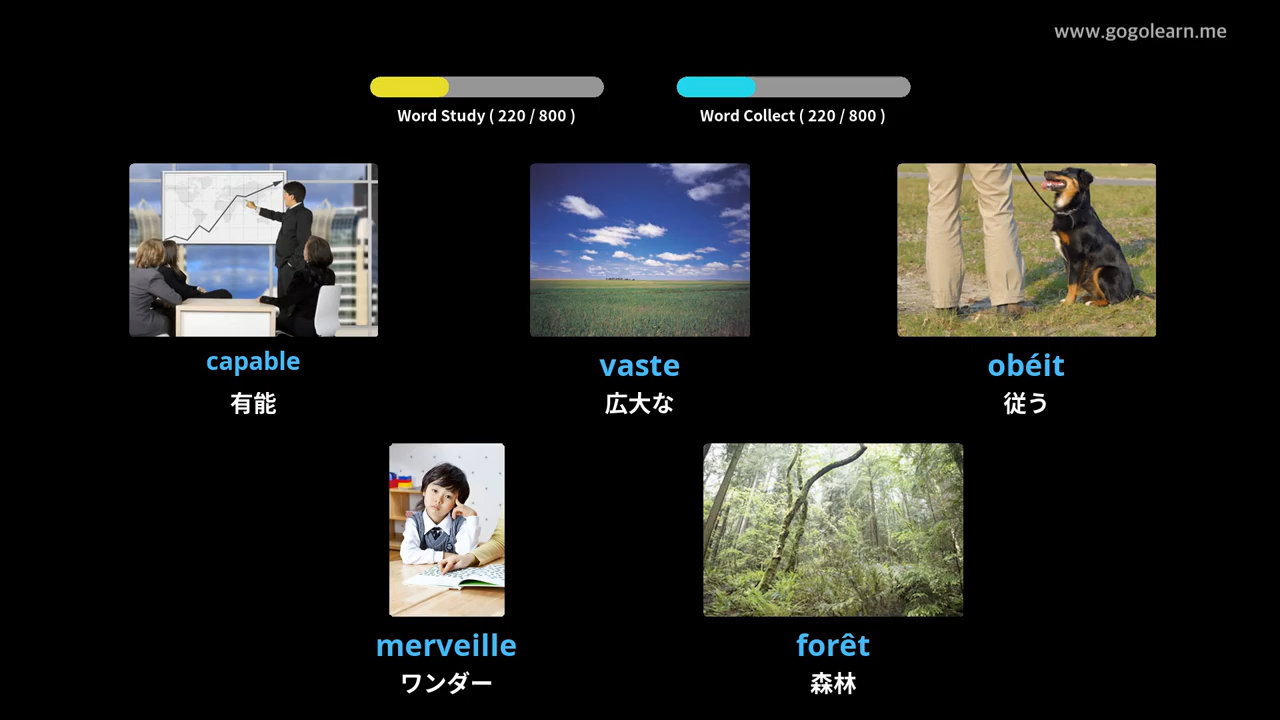 www.gogolearn.me
Word Study ( 220 / 800 )
Word Collect ( 220 / 800 )
capable
有能
vaste
広大な
obéit
従う
merveille
ワンダー
forêt
森林